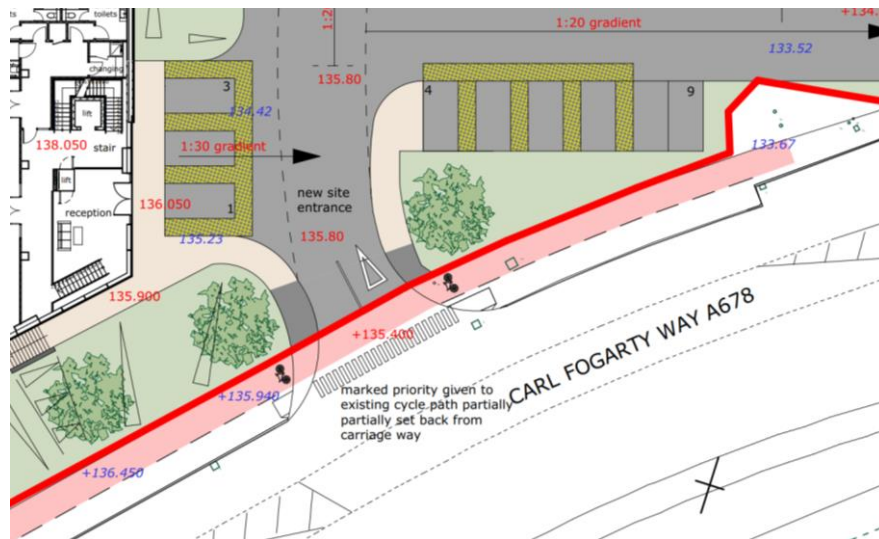 toilets
1:20 gradient
133.52
changing
135.80
3
4
9
134.42
lift
138.050
stair
133.67
1:30 gradient
lift
new site
entrance
reception
136.050
1
135.80
135.23
135.900
+135.400
CARL FOGARTY WAY A678
marked priority given to
existing cycle path partially
partially set back from
carriage way
+135.940
+136.450